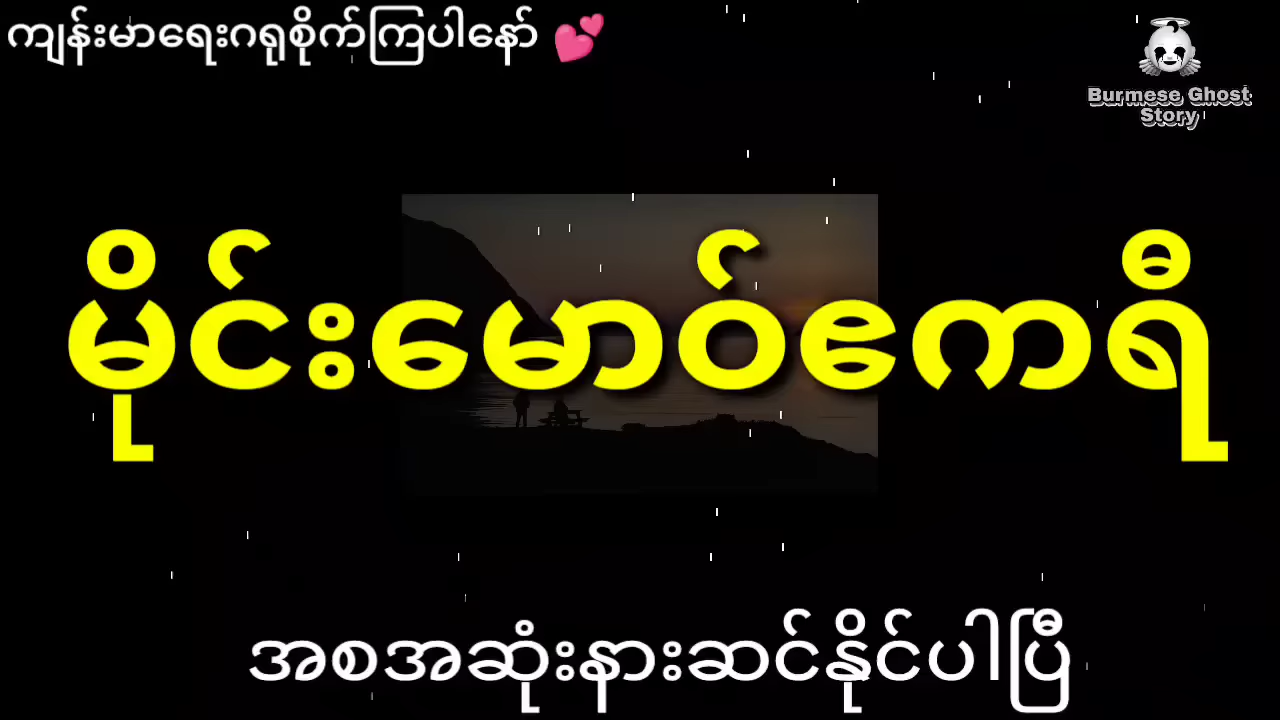 ကျန်းမာရေးဂရုစိုက်ကြပါနော် 💕
Burmese Ghost
Story
မိုင်းမောဝ်ဧကရီ
အစအဆုံးနားဆင်နိုင်ပါပြီ